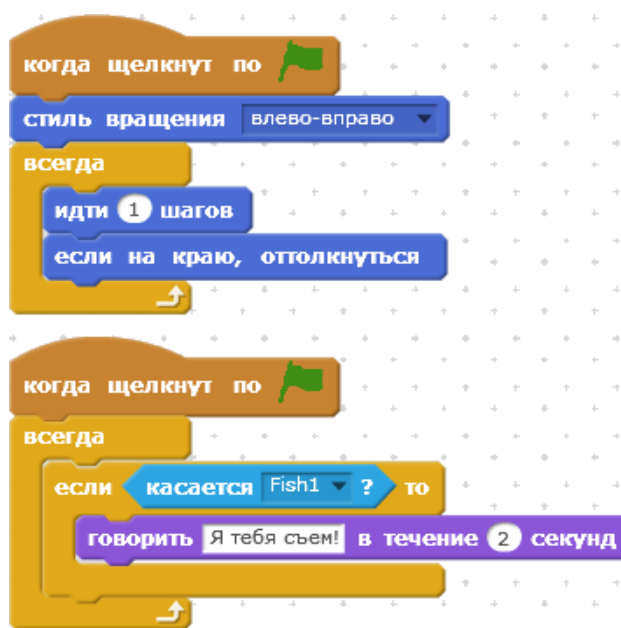 когда щелкнут по
стиль вращения влево-вправо
всегда
идти 1 шагов
если на краю, оттолкнуться
когда щелкнут по
всегда
если касается Fish1 ? то
говорить Я тебя съем! в течение 2 секунд